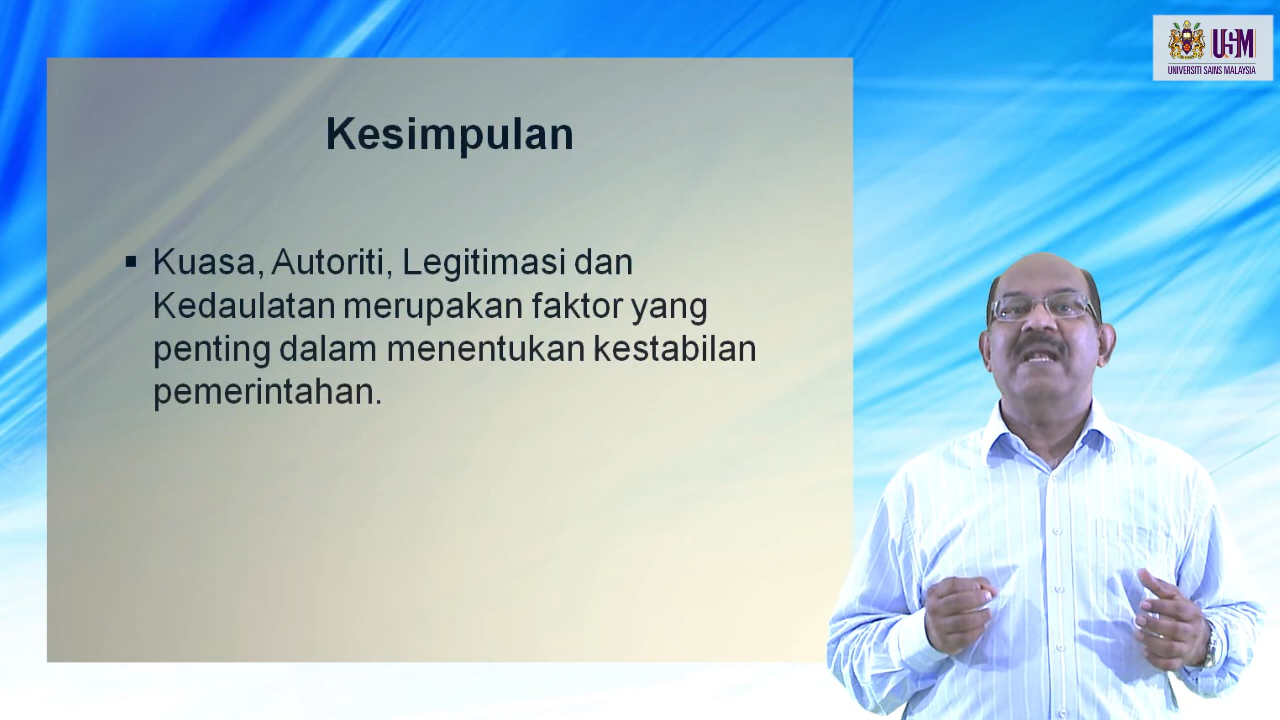 USM
UNIVERSITI SAINS MALAYSIA
Kesimpulan
▪ Kuasa, Autoriti, Legitimasi dan
Kedaulatan merupakan faktor yang
penting dalam menentukan kestabilan
pemerintahan.